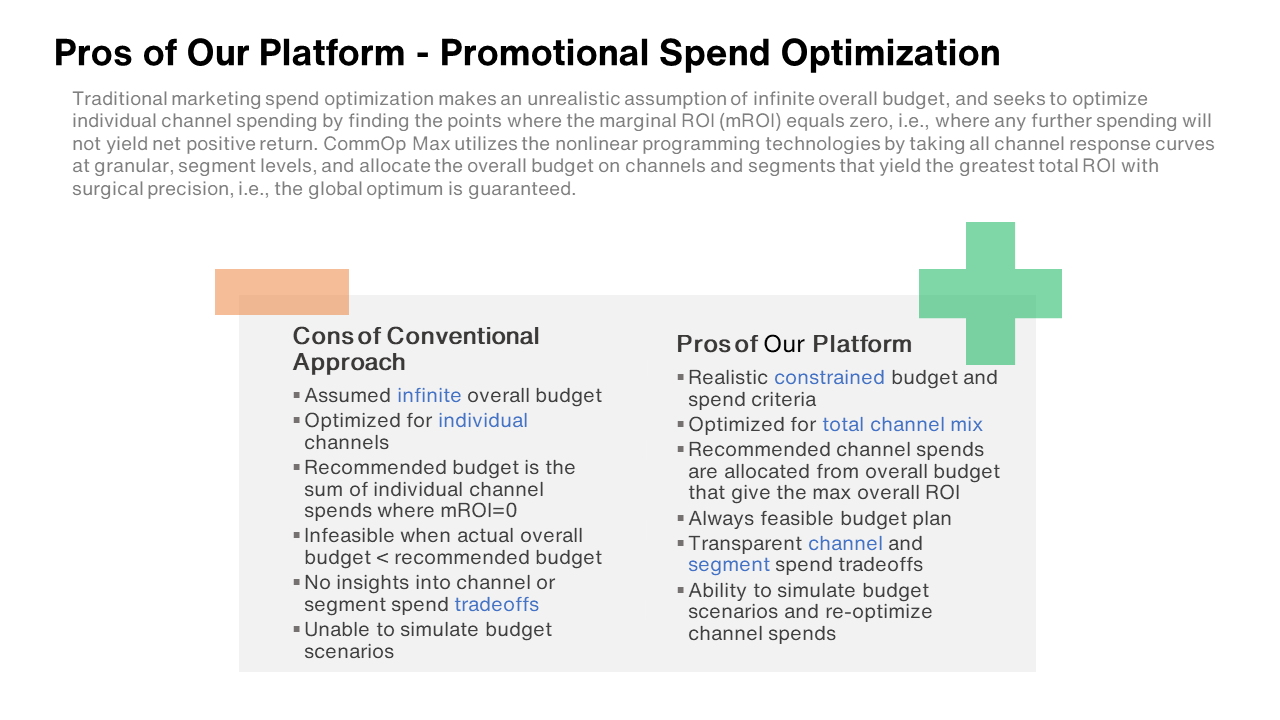 Pros of Our Platform - Promotional Spend Optimization
Traditional marketing spend optimization makes an unrealistic assumption of infinite overall budget, and seeks to optimize
individual channel spending by finding the points where the marginal ROI (mROI) equals zero, i.e., where any further spending will
not yield net positive return. CommOp Max utilizes the nonlinear programming technologies by taking all channel response curves
at granular, segment levels, and allocate the overall budget on channels and segments that yield the greatest total ROI with
surgical precision, i.e., the global optimum is guaranteed.
Cons of Conventional
Approach
▪ Assumed infinite overall budget
▪ Optimized for individual
channels
▪ Recommended budget is the
sum of individual channel
spends where mROI=0
▪ Infeasible when actual overall
budget < recommended budget
▪ No insights into channel or
segment spend tradeoffs
▪ Unable to simulate budget
scenarios
Pros of Our Platform
▪ Realistic constrained budget and
spend criteria
▪ Optimized for total channel mix
▪ Recommended channel spends
are allocated from overall budget
that give the max overall ROI
▪ Always feasible budget plan
▪ Transparent channel and
segment spend tradeoffs
▪ Ability to simulate budget
scenarios and re-optimize
channel spends